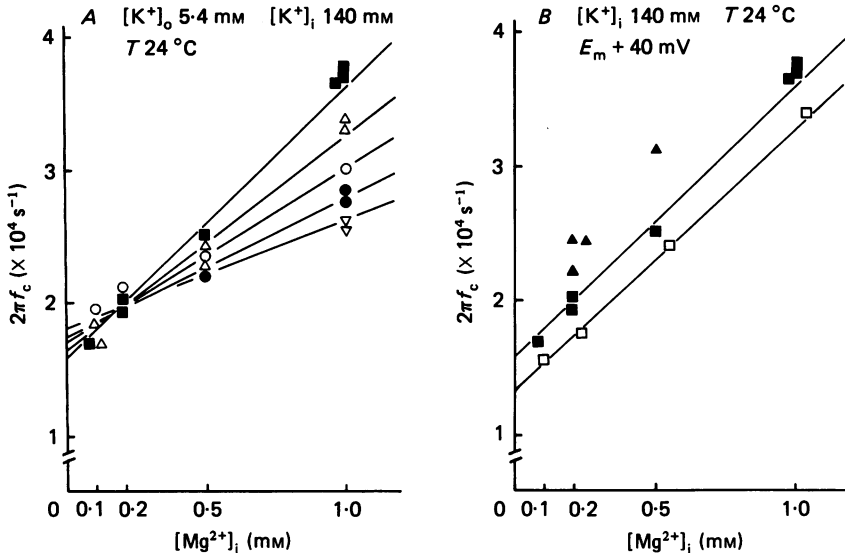 A [K+]o 5·4 mM [K+]i 140 mM
T 24 °C
4
3
2
1
2πfc (× 10⁴ s⁻¹)
0 0·1 0·2 0·5 1·0
[Mg2+]i (mM)
B [K+]i 140 mM T 24 °C
Em + 40 mV
4
3
2
1
2πfc (× 10⁴ s⁻¹)
0 0·1 0·2 0·5 1·0
[Mg2+]i (mM)